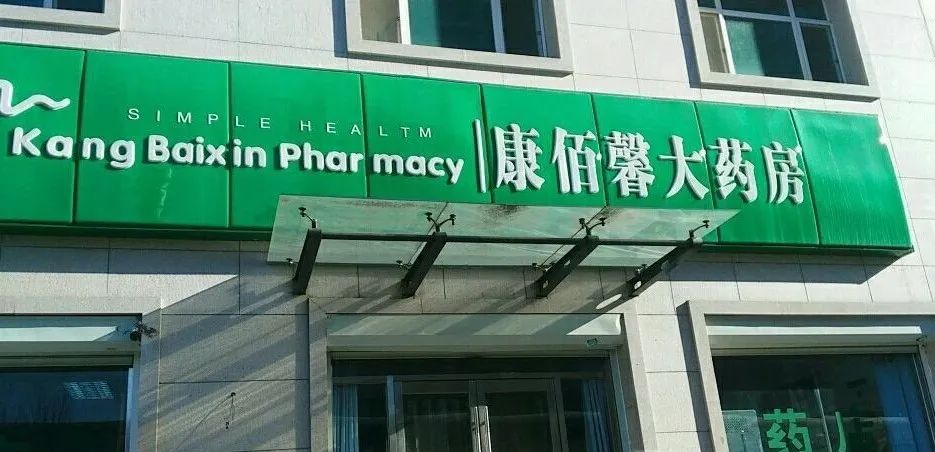 SIMPLE HEALTM
Kang Baixin Pharmacy
康佰馨大药房
药